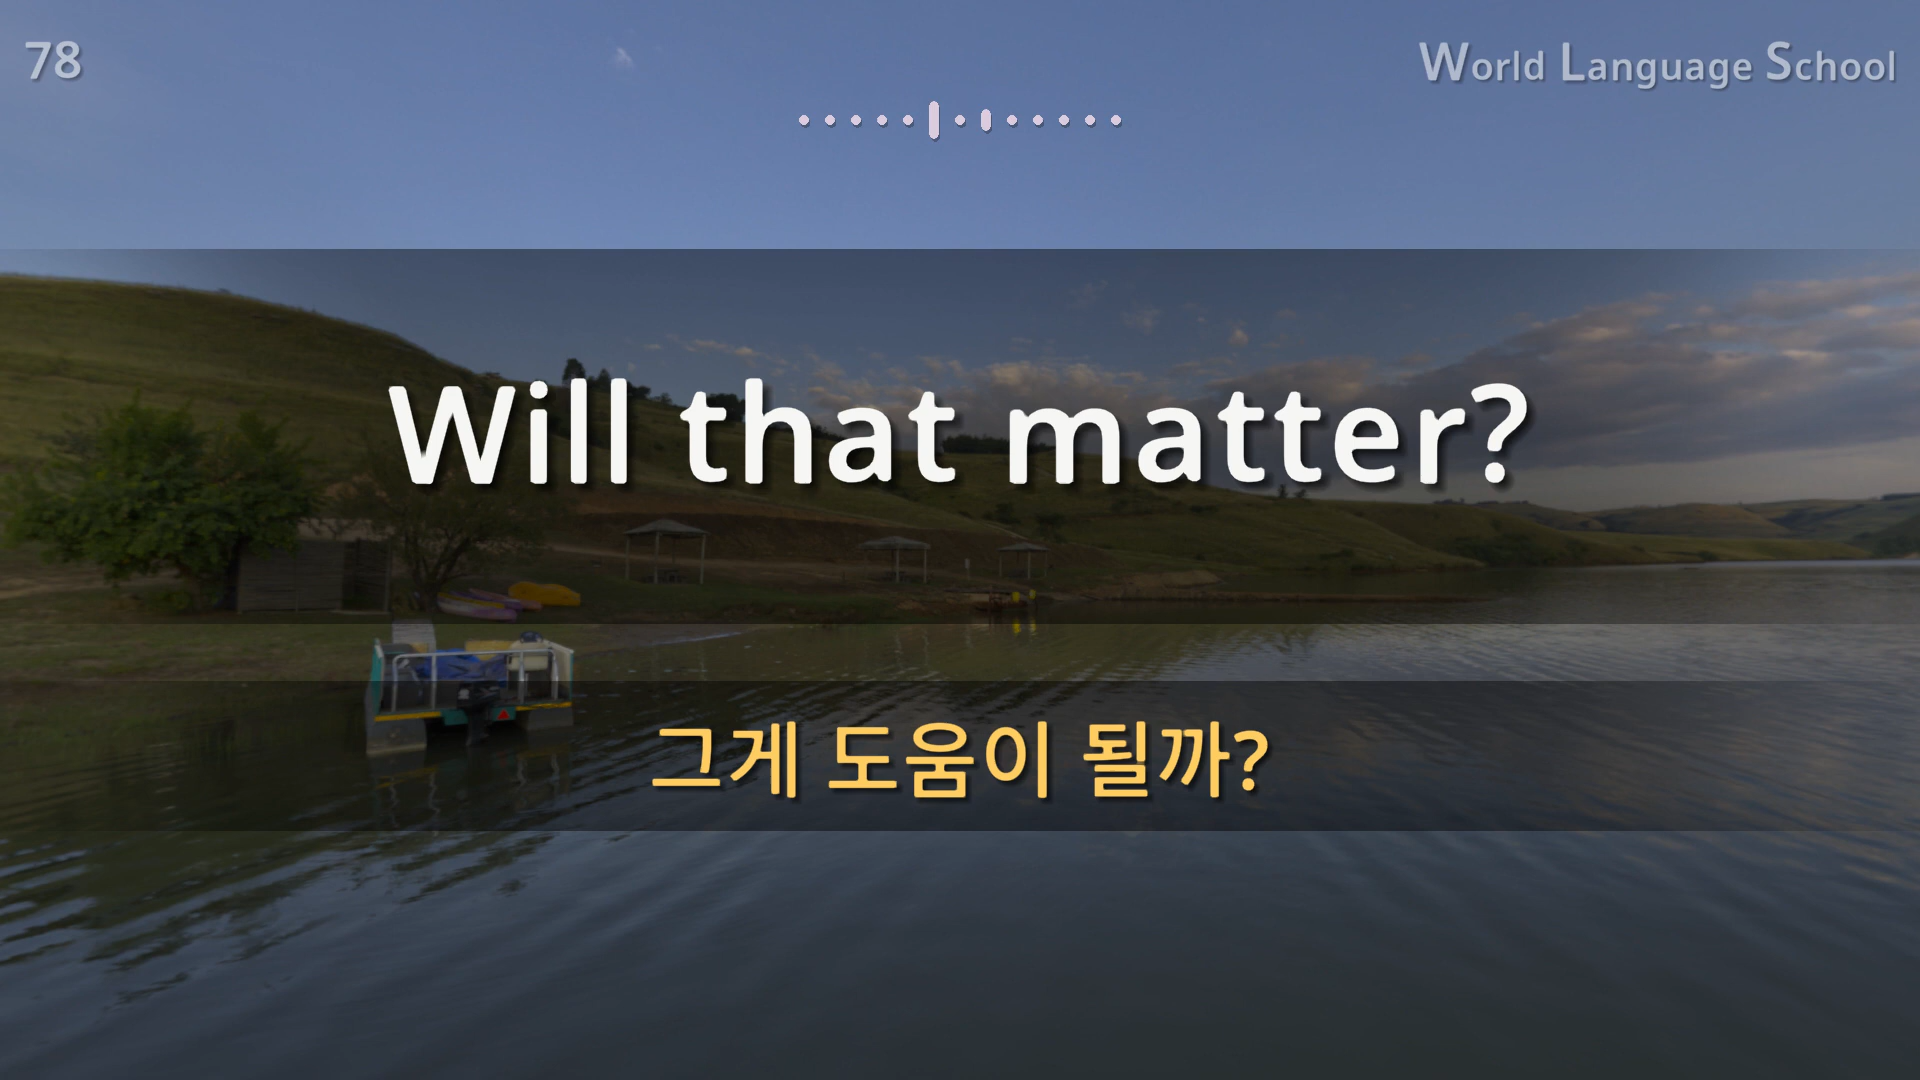 78
World Language School
Will that matter?
그게 도움이 될까?